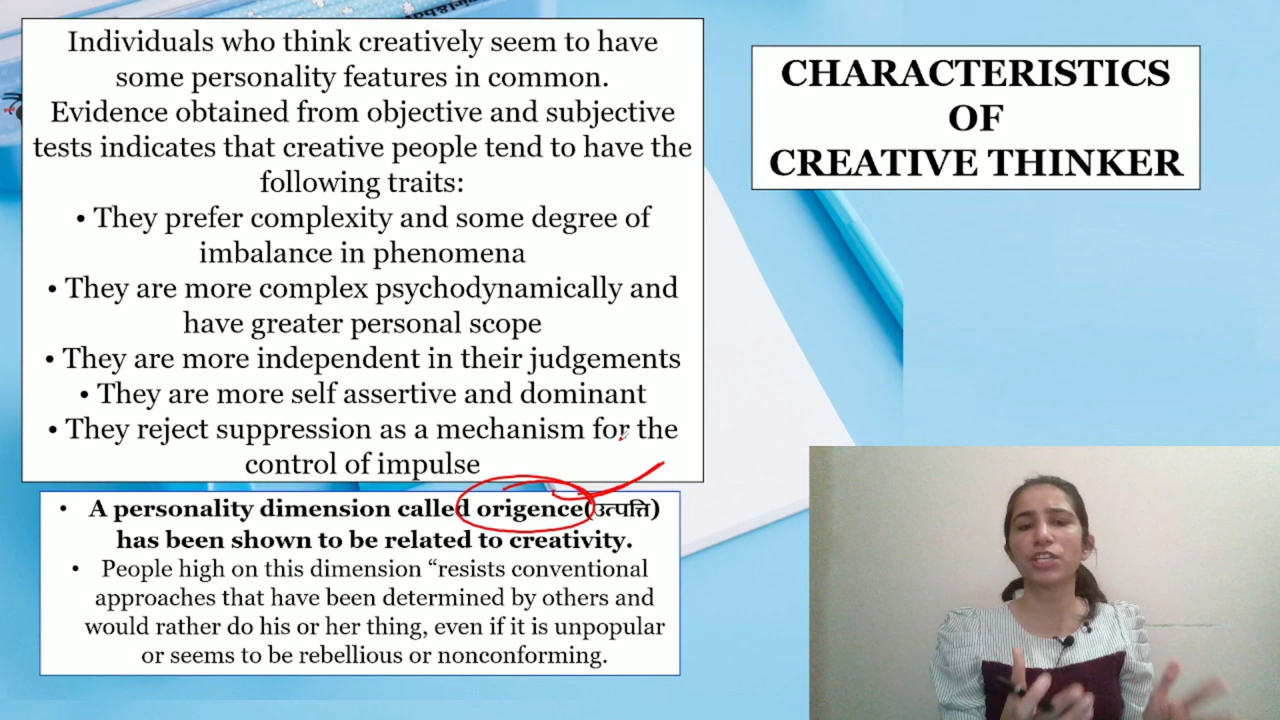 Individuals who think creatively seem to have
some personality features in common.
Evidence obtained from objective and subjective
tests indicates that creative people tend to have the
following traits:
• They prefer complexity and some degree of
imbalance in phenomena
• They are more complex psychodynamically and
have greater personal scope
• They are more independent in their judgements
• They are more self assertive and dominant
• They reject suppression as a mechanism for the
control of impulse
• A personality dimension called origence(उत्पत्ति)
has been shown to be related to creativity.
• People high on this dimension “resists conventional
approaches that have been determined by others and
would rather do his or her thing, even if it is unpopular
or seems to be rebellious or nonconforming.
CHARACTERISTICS
OF
CREATIVE THINKER